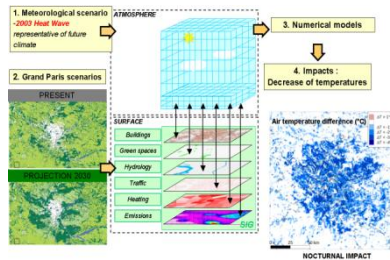 1. Meteorological scenario
-2003 Heat Wave
representative of future
climate
2. Grand Paris scenarios
PRESENT
PROJECTION 2030
ATMOSPHERE
SURFACE
Buildings
Green spaces
Hydrology
Traffic
Heating
Emissions
SIG
3. Numerical models
4. Impacts :
Decrease of temperatures
Air temperature difference (°C)
NOCTURNAL IMPACT